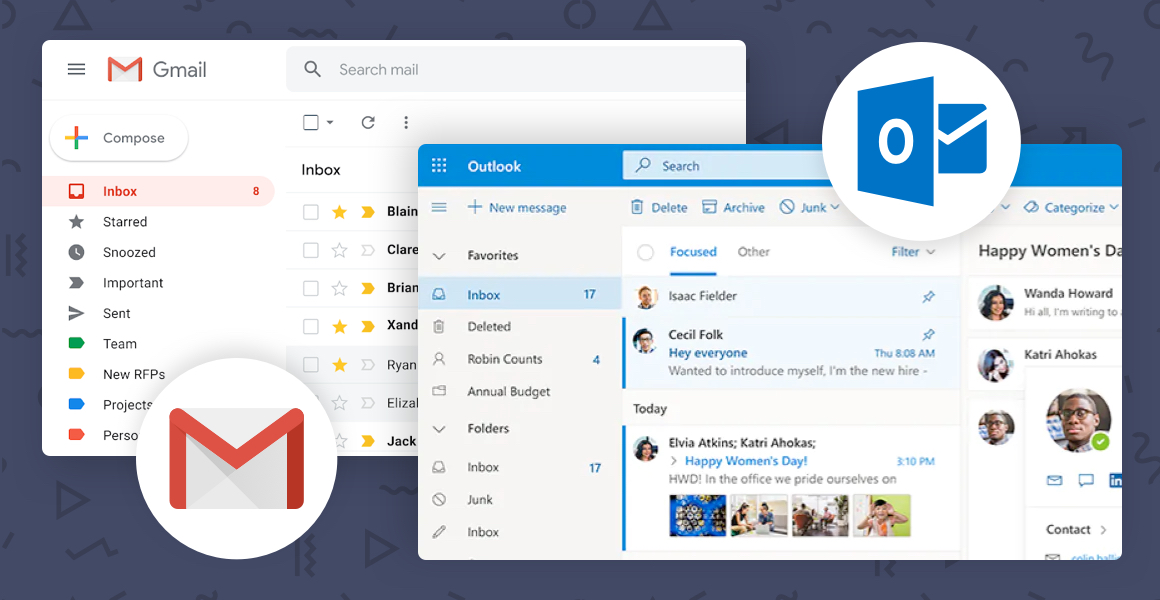 Gmail
Search mail
Compose
Inbox 8
Starred
Snoozed
Important
Sent
Team
New RFPs
Projects
Perso
Inbox
Blain
Clare
Brian
Xand
Ryan
Eliza
Jack
Outlook
Search
New message
Delete Archive Junk
Categorize
Favorites
Inbox 17
Deleted
Robin Counts 4
Annual Budget
Folders
Inbox 17
Junk
Inbox
Focused Other Filter
Isaac Fielder
Cecil Folk
Hey everyone Thu 8:08 AM
Wanted to introduce myself, I'm the new hire -
Today
Elvia Atkins; Katri Ahokas;
> Happy Women's Day! 3:10 PM
HWD! In the office we pride ourselves on
Happy Women's Da
Wanda Howard
Hi all, I'm writing to
Katri Ahokas
in
Contact >
O